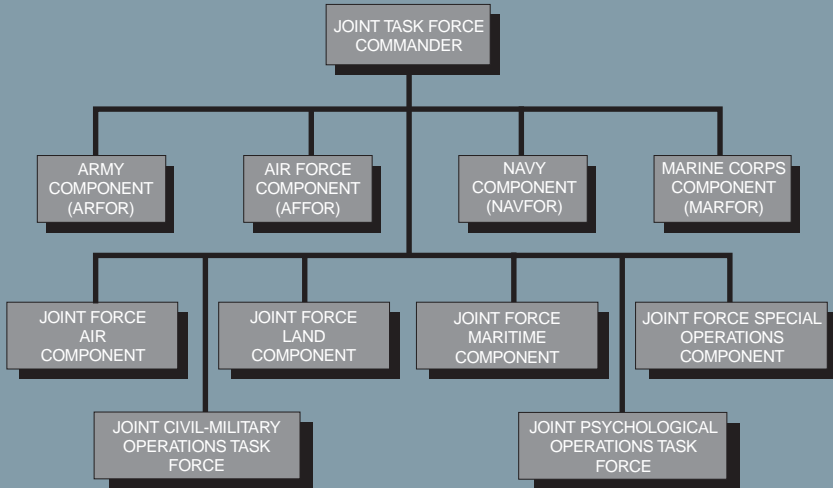 JOINT TASK FORCE
COMMANDER
ARMY
COMPONENT
(ARFOR)
AIR FORCE
COMPONENT
(AFFOR)
NAVY
COMPONENT
(NAVFOR)
MARINE CORPS
COMPONENT
(MARFOR)
JOINT FORCE
AIR
COMPONENT
JOINT FORCE
LAND
COMPONENT
JOINT FORCE
MARITIME
COMPONENT
JOINT FORCE SPECIAL
OPERATIONS
COMPONENT
JOINT CIVIL-MILITARY
OPERATIONS TASK
FORCE
JOINT PSYCHOLOGICAL
OPERATIONS TASK
FORCE